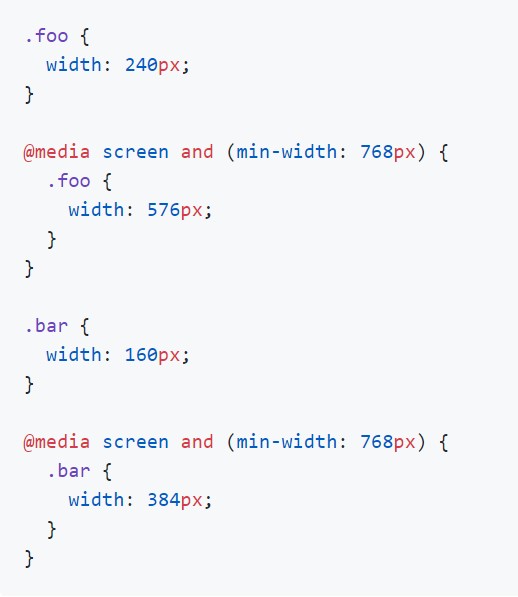 .foo {
  width: 240px;
}

@media screen and (min-width: 768px) {
  .foo {
    width: 576px;
  }
}

.bar {
  width: 160px;
}

@media screen and (min-width: 768px) {
  .bar {
    width: 384px;
  }
}